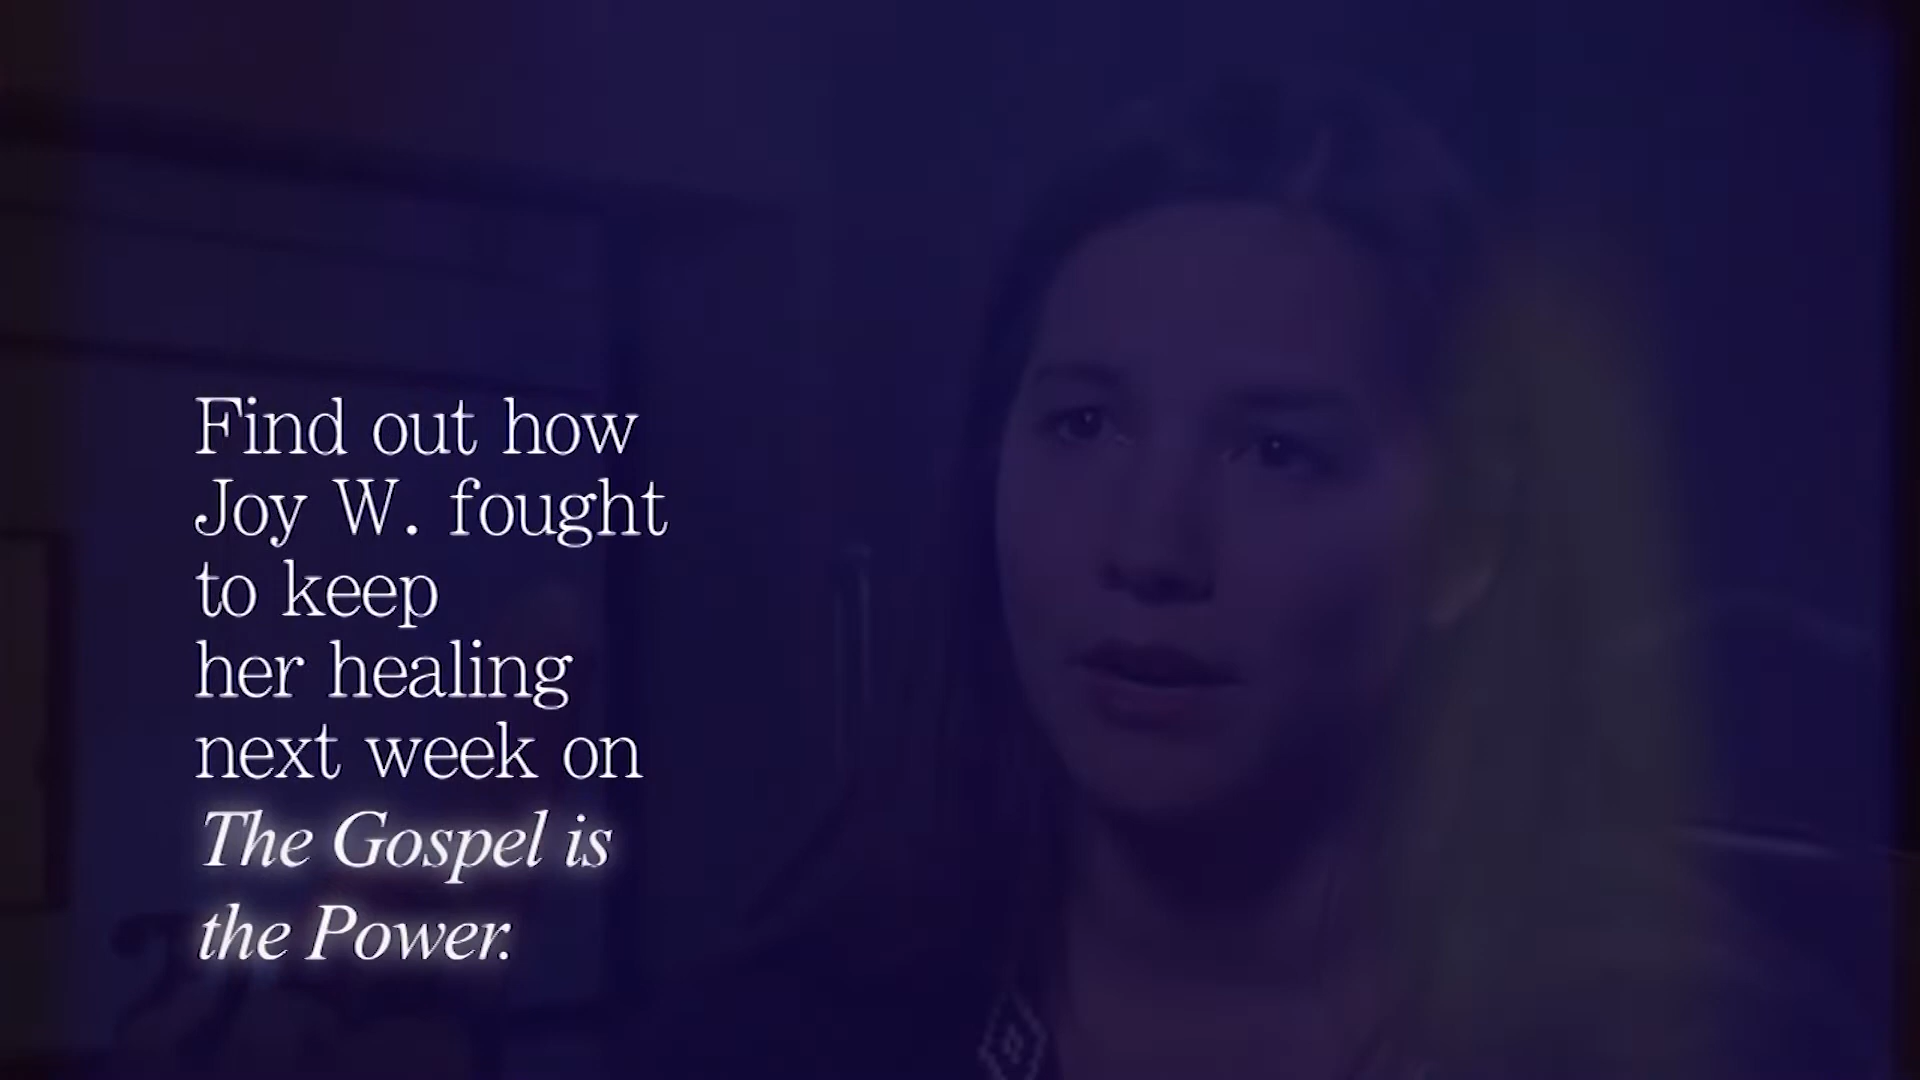 Find out how
Joy W. fought
to keep
her healing
next week on
The Gospel is
the Power.